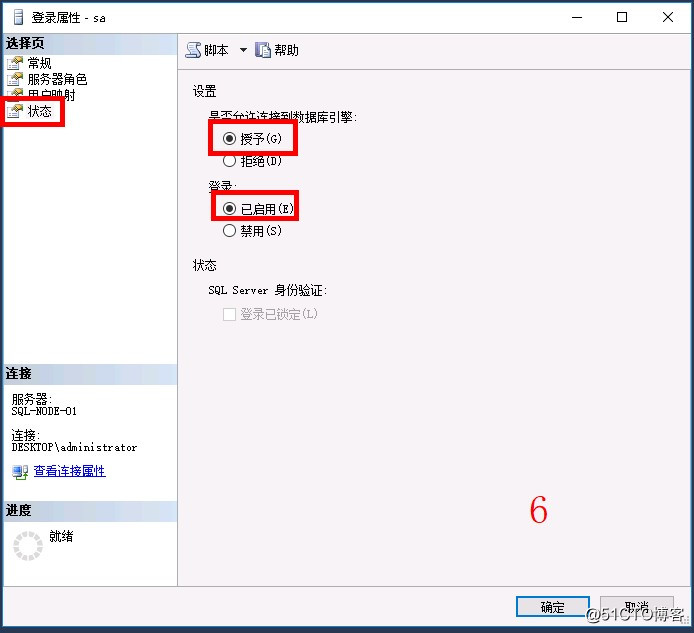 登录属性 - sa
选择页
常规
服务器角色
用户映射
状态
脚本
帮助
设置
是否允许连接到数据库引擎:
授予(G)
拒绝(D)
登录:
已启用(E)
禁用(S)
状态
SQL Server 身份验证:
登录已锁定(L)
连接
服务器:
SQL-NODE-01
连接:
DESKTOP\administrator
查看连接属性
进度
就绪
6
确定
取消
@51CTO博客